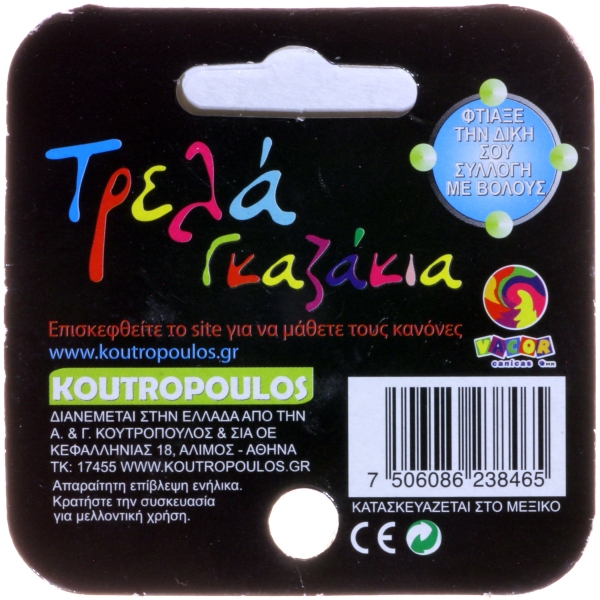 ΦΤΙΑΞΕ
ΤΗΝ ΔΙΚΗ
ΣΟΥ
ΣΥΛΛΟΓΗ
ΜΕ ΒΟΛΟΥΣ
Τρελά
γκαζάκια
Επισκεφθείτε το site για να μάθετε τους κανόνες
www.koutropoulos.gr
VACOR
canicas
KOUTROPOULOS
ΔΙΑΝΕΜΕΤΑΙ ΣΤΗΝ ΕΛΛΑΔΑ ΑΠΟ ΤΗΝ
Α. & Γ. ΚΟΥΤΡΟΠΟΥΛΟΣ & ΣΙΑ ΟΕ
ΚΕΦΑΛΛΗΝΙΑΣ 18, ΑΛΙΜΟΣ - ΑΘΗΝΑ
ΤΚ: 17455 WWW.KOUTROPOULOS.GR
Απαραίτητη επίβλεψη ενήλικα.
Κρατήστε την συσκευασία
για μελλοντική χρήση.
7 506086 238465
ΚΑΤΑΣΚΕΥΑΖΕΤΑΙ ΣΤΟ ΜΕΞΙΚΟ
CE